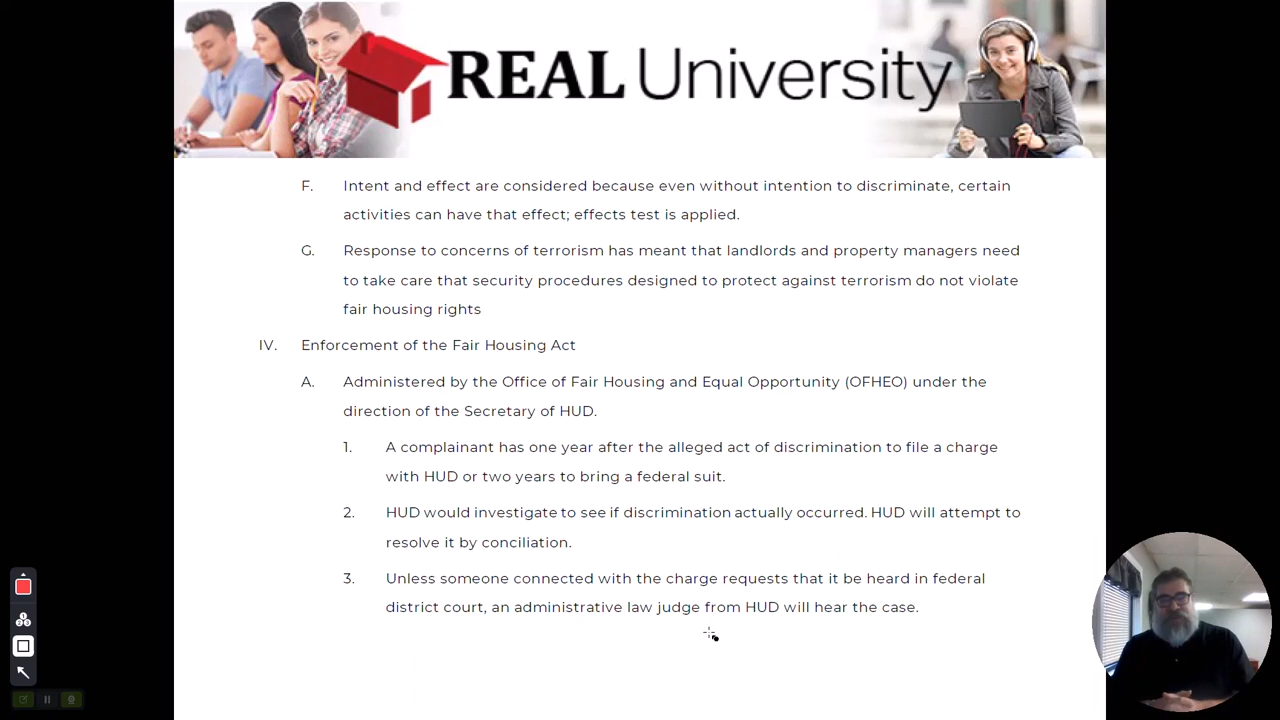 REAL University
F. Intent and effect are considered because even without intention to discriminate, certain
activities can have that effect; effects test is applied.
G. Response to concerns of terrorism has meant that landlords and property managers need
to take care that security procedures designed to protect against terrorism do not violate
fair housing rights
IV. Enforcement of the Fair Housing Act
A. Administered by the Office of Fair Housing and Equal Opportunity (OFHEO) under the
direction of the Secretary of HUD.
1. A complainant has one year after the alleged act of discrimination to file a charge
with HUD or two years to bring a federal suit.
2. HUD would investigate to see if discrimination actually occurred. HUD will attempt to
resolve it by conciliation.
3. Unless someone connected with the charge requests that it be heard in federal
district court, an administrative law judge from HUD will hear the case.